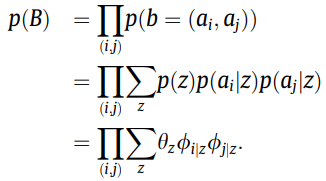 p(B) = ∏_{(i,j)} p(b = (a_i, a_j))
= ∏_{(i,j)} ∑_z p(z)p(a_i|z)p(a_j|z)
= ∏_{(i,j)} ∑_z θ_z ϕ_{i|z} ϕ_{j|z}.